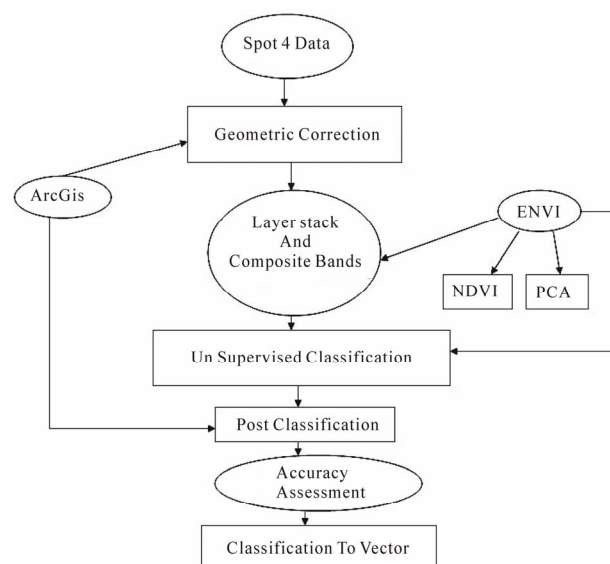 Spot 4 Data
Geometric Correction
ArcGis
Layer stack
And
Composite Bands
ENVI
NDVI
PCA
Un Supervised Classification
Post Classification
Accuracy
Assessment
Classification To Vector